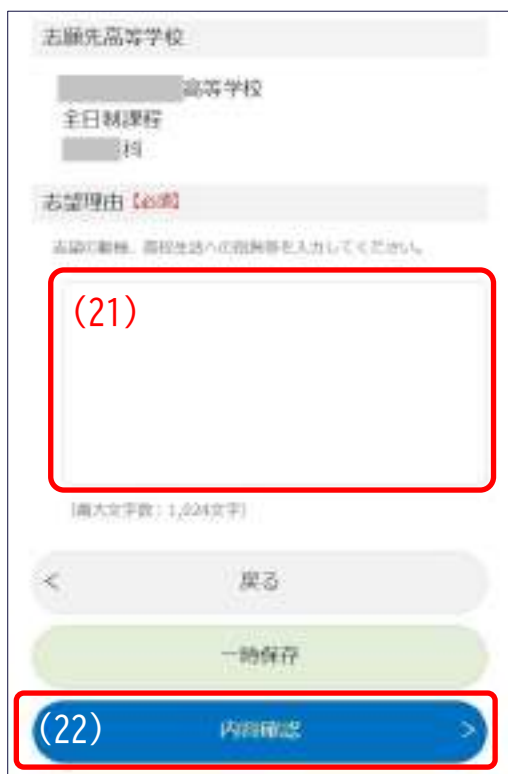 志願先高等学校
高等学校
全日制課程
科
志望理由【必須】
志望の動機、高校生活への抱負等を入力してください。
(21)
(最大文字数：1,024文字)
< 戻る
一時保存
(22) 内容確認 >